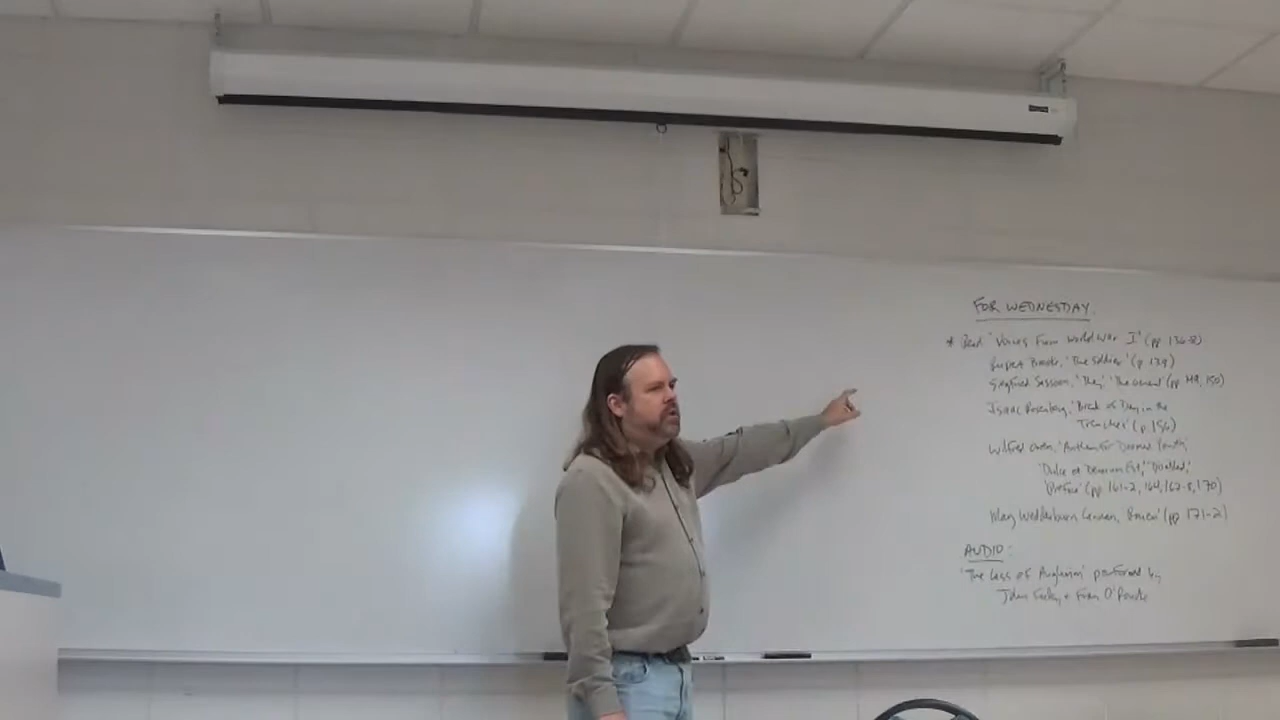 FOR WEDNESDAY
* Read 'Voices From World War I' (pp. 136-8)
Rupert Brooke, 'The Soldier' (p. 139)
Siegfried Sassoon, 'They,' 'The General' (pp. 149, 150)
Isaac Rosenberg, 'Break of Day in the
Trenches' (p. 156)
Wilfred Owen, 'Anthem for Doomed Youth,'
'Dulce et Decorum Est,' 'Disabled,'
'Preface' (pp 161-2, 164, 167-8, 170)
May Wedderburn Cannan, 'Rouen' (pp. 171-2)
AUDIO:
'The Lass of Aughrim' performed by
John Feeley + Fran O'Rourke